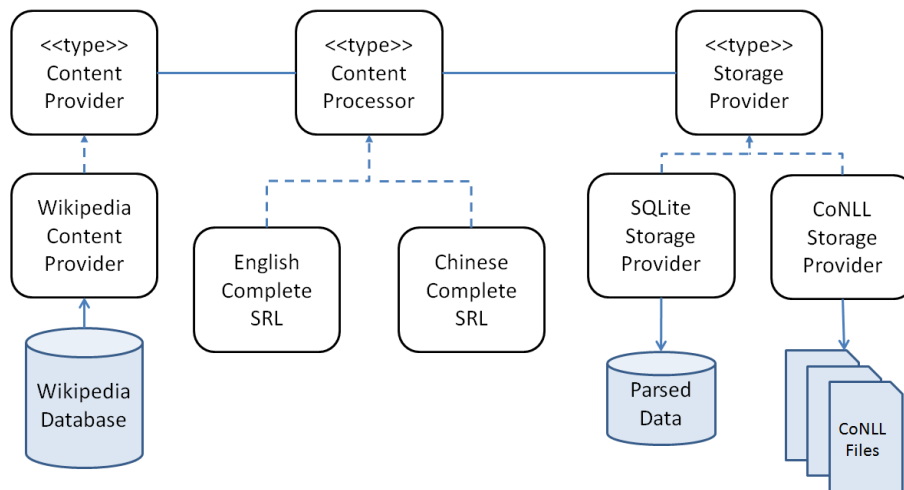 <<type>>
Content
Provider
<<type>>
Content
Processor
<<type>>
Storage
Provider
Wikipedia
Content
Provider
English
Complete
SRL
Chinese
Complete
SRL
SQLite
Storage
Provider
CoNLL
Storage
Provider
Wikipedia
Database
Parsed
Data
CoNLL
Files